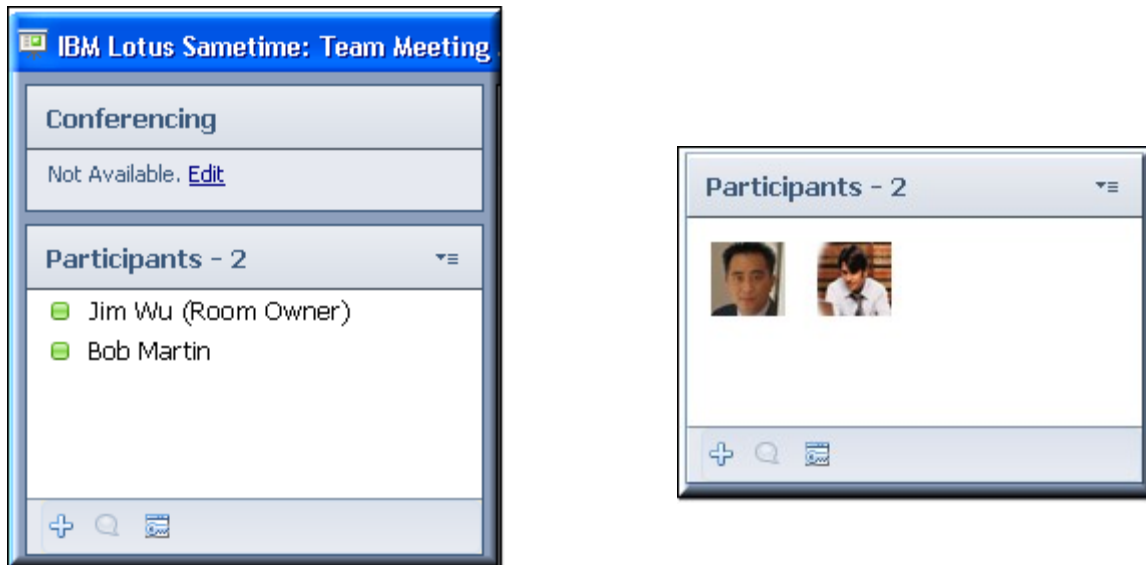 IBM Lotus Sametime: Team Meeting
Conferencing
Not Available. Edit
Participants - 2
Jim Wu (Room Owner)
Bob Martin
Participants - 2